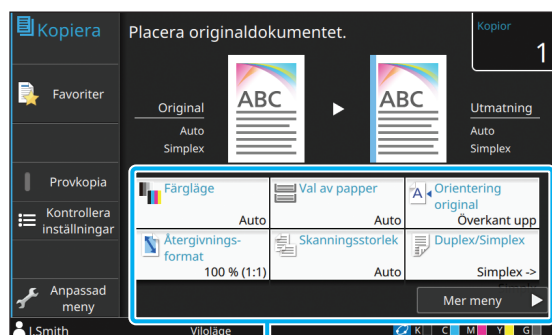 Kopiera
Placera originaldokumentet.
Kopior
1
Favoriter
Original
Auto
Simplex
ABC
ABC
Utmatning
Auto
Simplex
Provkopia
Kontrollera
inställningar
Anpassad
meny
Färgläge
Auto
Val av papper
Auto
A
Orientering
original
Överkant upp
Återgivnings-
format
100 % (1:1)
Skanningsstorlek
Auto
Duplex/Simplex
Simplex ->
Mer meny
J.Smith
Viloläge
K C M Y G